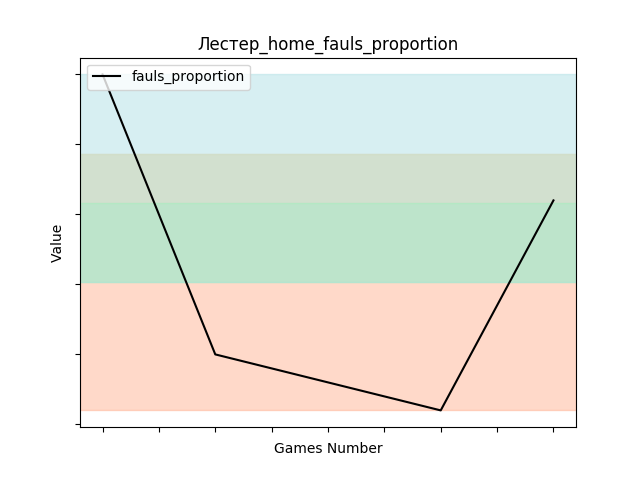 Лестер_home_fauls_proportion
fauls_proportion
Value
Games Number